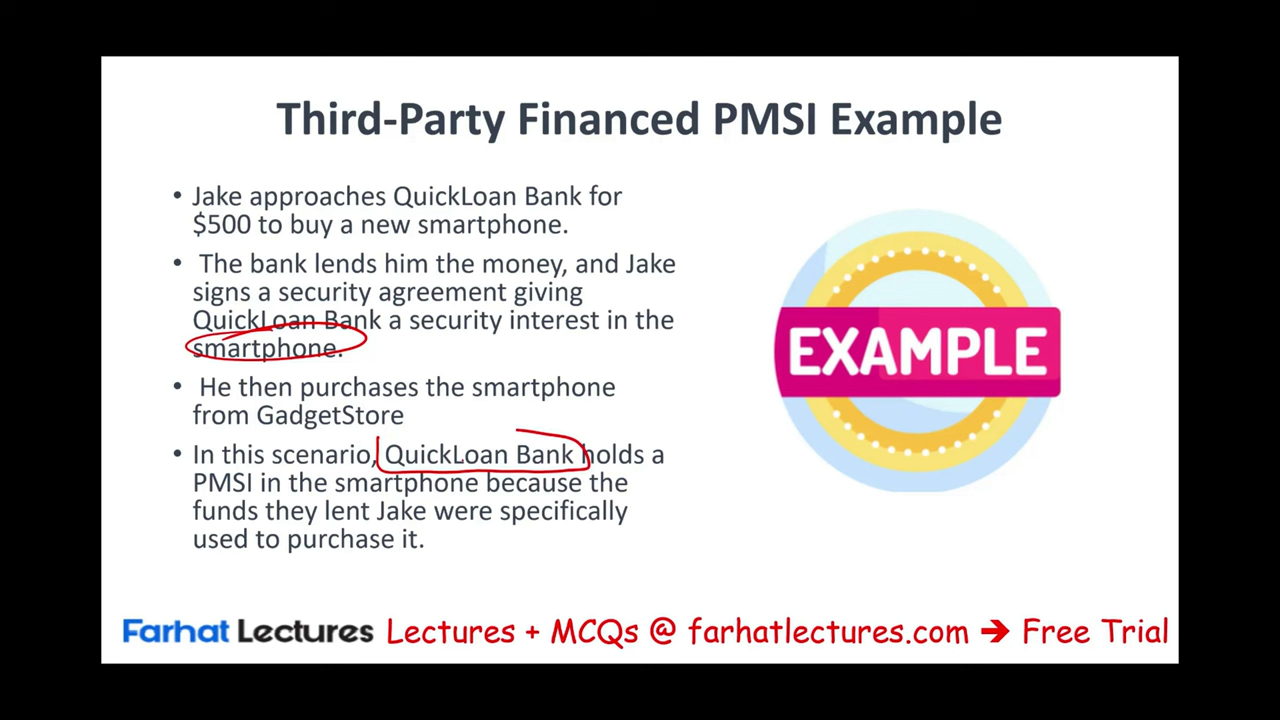 Third-Party Financed PMSI Example
• Jake approaches QuickLoan Bank for
$500 to buy a new smartphone.
• The bank lends him the money, and Jake
signs a security agreement giving
QuickLoan Bank a security interest in the
smartphone.
• He then purchases the smartphone
from GadgetStore
• In this scenario, QuickLoan Bank holds a
PMSI in the smartphone because the
funds they lent Jake were specifically
used to purchase it.
EXAMPLE
Farhat Lectures Lectures + MCQs @ farhatlectures.com → Free Trial